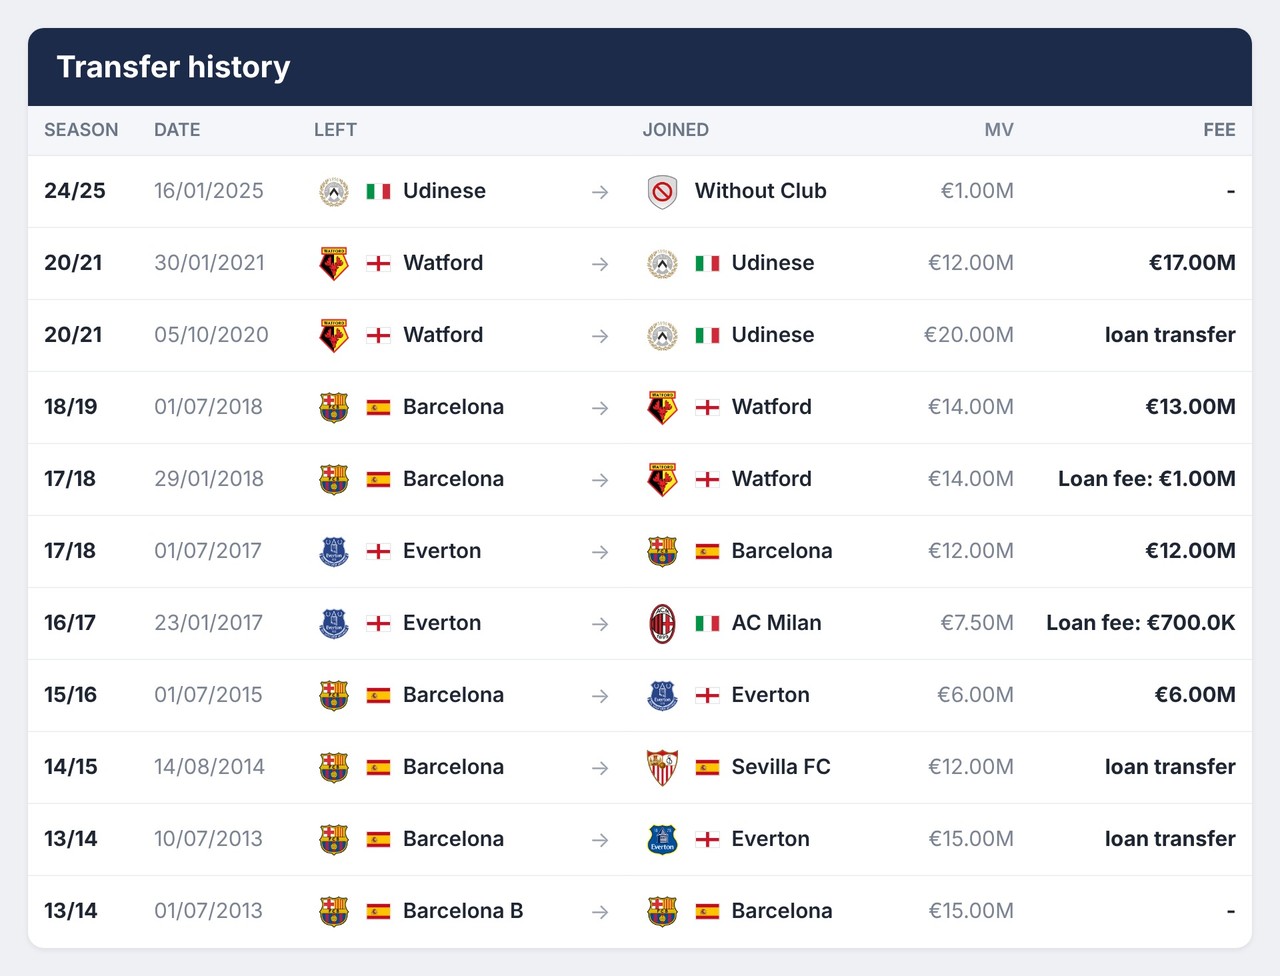 Transfer history
SEASON DATE LEFT JOINED MV FEE
24/25 16/01/2025 Udinese → Without Club €1.00M -
20/21 30/01/2021 Watford → Udinese €12.00M €17.00M
20/21 05/10/2020 Watford → Udinese €20.00M loan transfer
18/19 01/07/2018 Barcelona → Watford €14.00M €13.00M
17/18 29/01/2018 Barcelona → Watford €14.00M Loan fee: €1.00M
17/18 01/07/2017 Everton → Barcelona €12.00M €12.00M
16/17 23/01/2017 Everton → AC Milan €7.50M Loan fee: €700.0K
15/16 01/07/2015 Barcelona → Everton €6.00M €6.00M
14/15 14/08/2014 Barcelona → Sevilla FC €12.00M loan transfer
13/14 10/07/2013 Barcelona → Everton €15.00M loan transfer
13/14 01/07/2013 Barcelona B → Barcelona €15.00M -